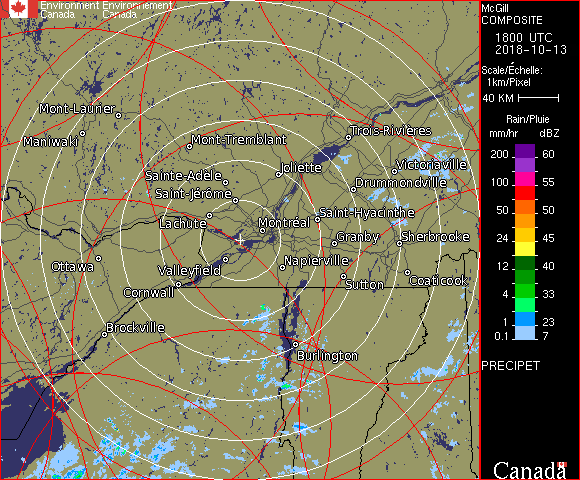 Environment Environnement
Canada Canada
McGill
COMPOSITE
1800 UTC
2018-10-13
Scale/Échelle:
1km/Pixel
40 KM
Rain/Pluie
mm/hr dBZ
200 60
150 57
100 55
50 50
24 45
12 40
4 33
1 23
0.1 7
PRECIPET
Canada
Mont-Laurier
Maniwaki
Mont-Tremblant
Trois-Rivières
Victoriaville
Joliette
Sainte-Adèle
Drummondville
Saint-Jérôme
Lachute
Saint-Hyacinthe
Montréal
Granby
Sherbrooke
Ottawa
Valleyfield
Napierville
Cornwall
Sutton
Coaticook
Brockville
Burlington